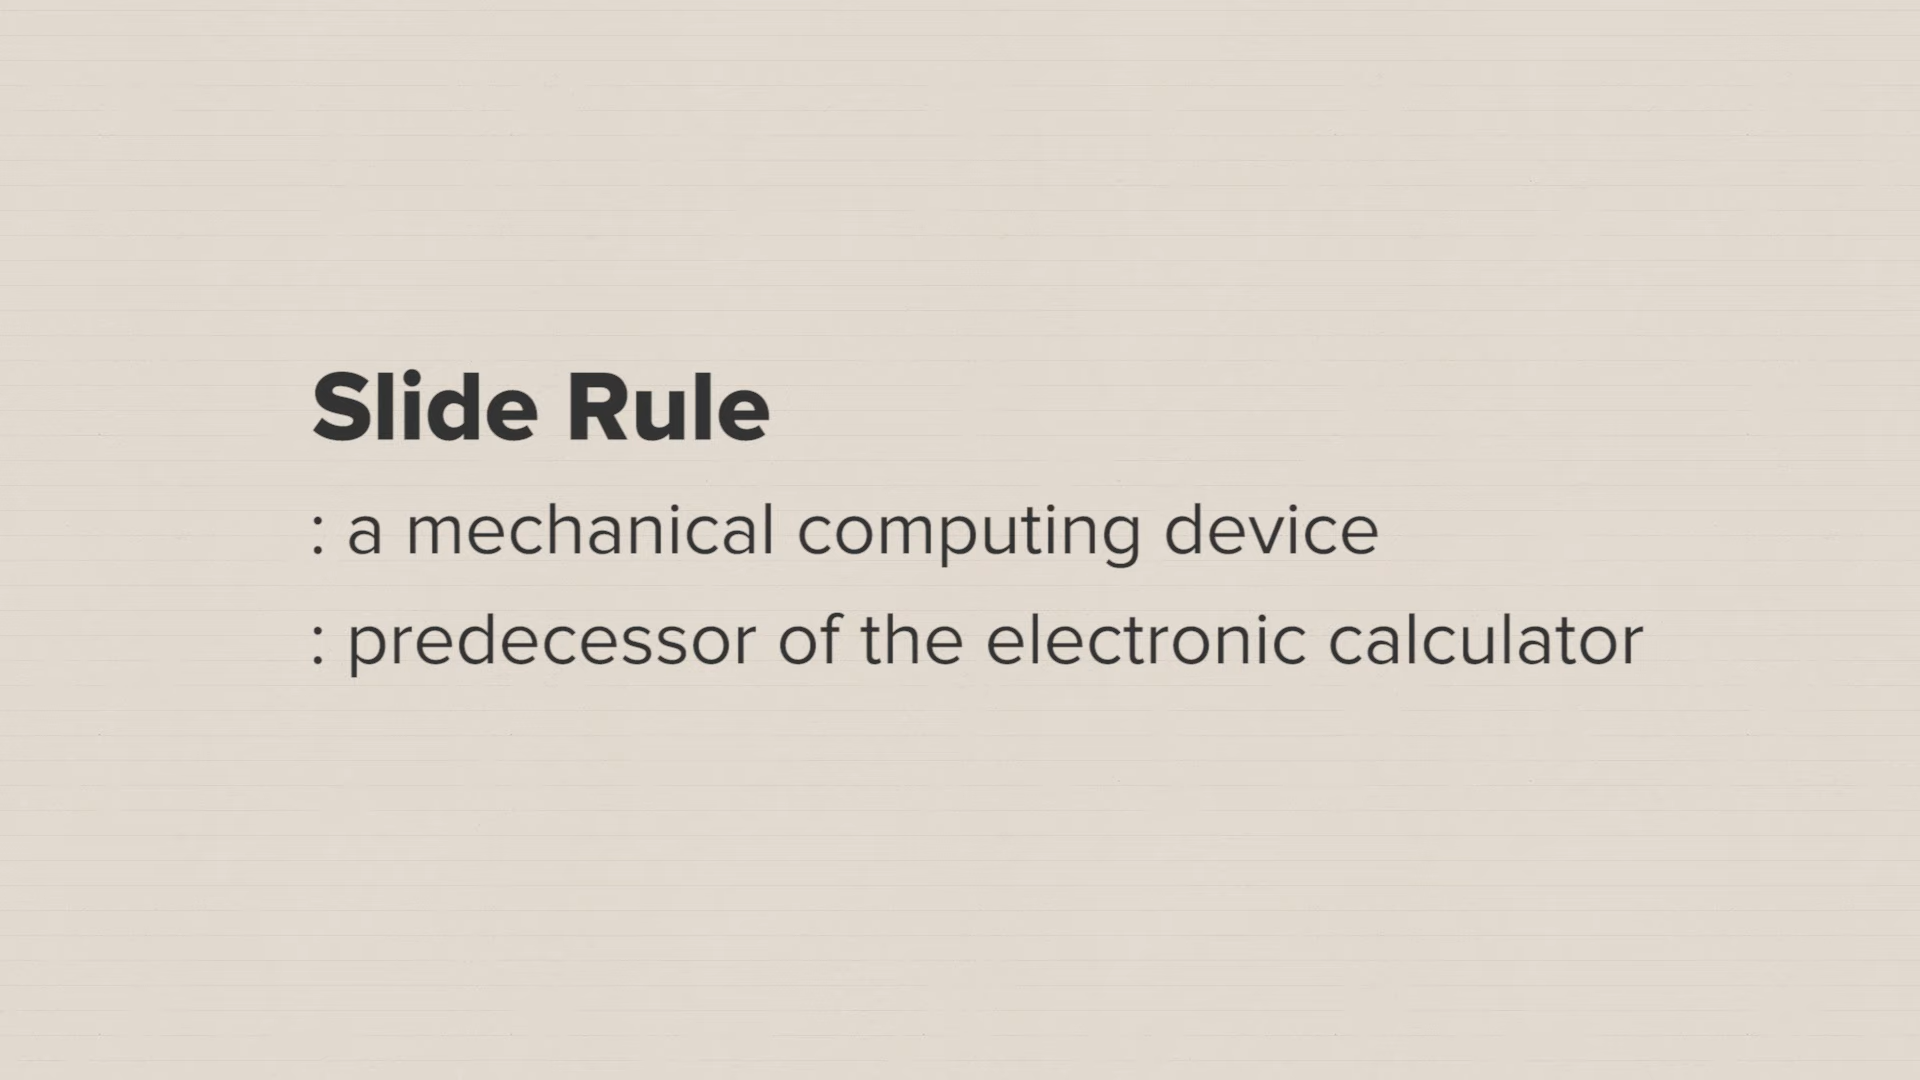 Slide Rule
: a mechanical computing device
: predecessor of the electronic calculator